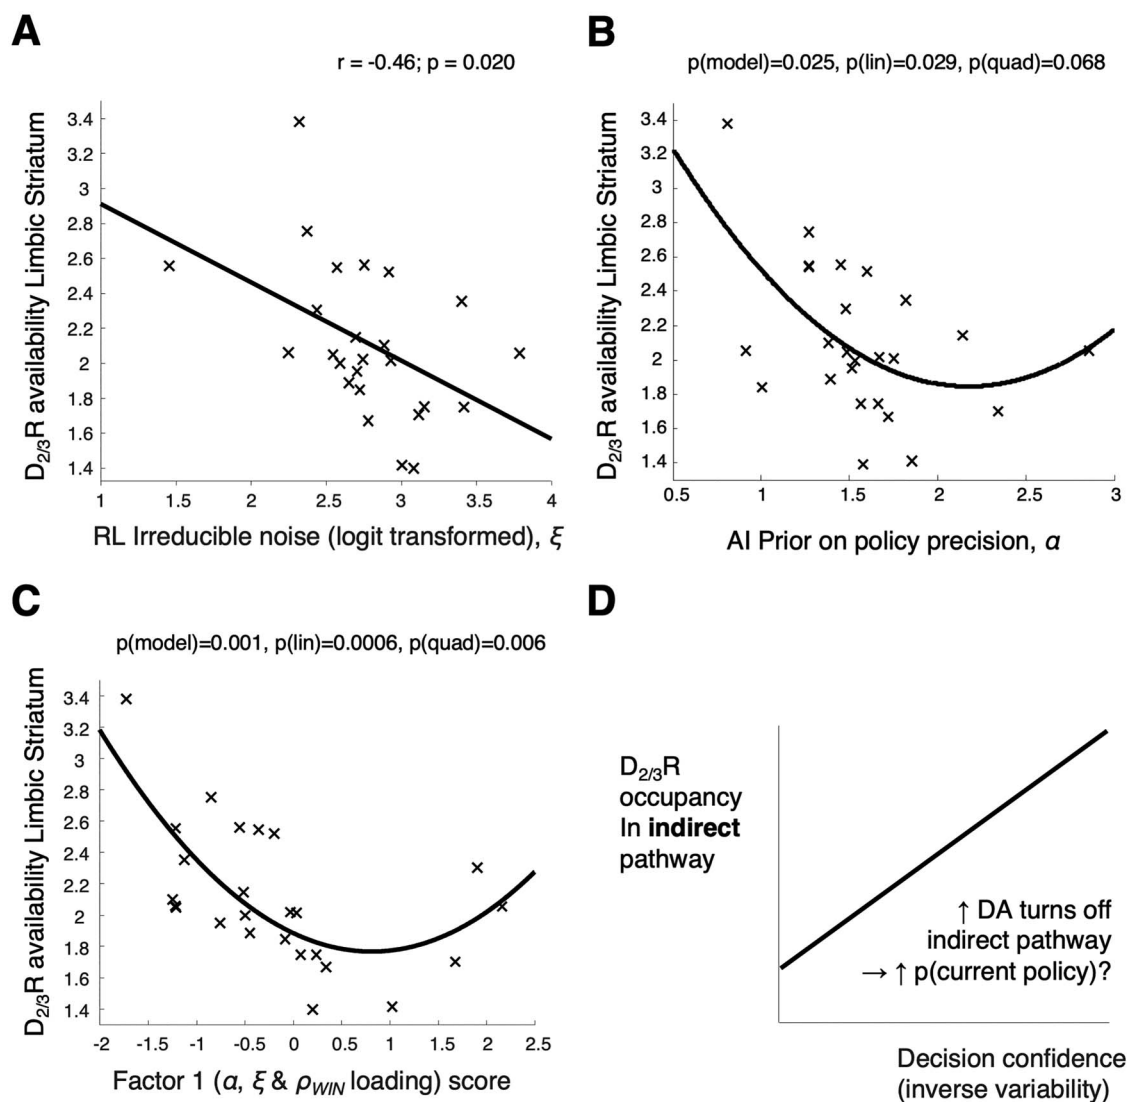 A
r = -0.46; p = 0.020
D2/3R availability Limbic Striatum
3.4
3.2
3
2.8
2.6
2.4
2.2
2
1.8
1.6
1.4
1 1.5 2 2.5 3 3.5 4
RL Irreducible noise (logit transformed), ξ
B
p(model)=0.025, p(lin)=0.029, p(quad)=0.068
D2/3R availability Limbic Striatum
3.4
3.2
3
2.8
2.6
2.4
2.2
2
1.8
1.6
1.4
0.5 1 1.5 2 2.5 3
AI Prior on policy precision, α
C
p(model)=0.001, p(lin)=0.0006, p(quad)=0.006
D2/3R availability Limbic Striatum
3.4
3.2
3
2.8
2.6
2.4
2.2
2
1.8
1.6
1.4
-2 -1.5 -1 -0.5 0 0.5 1 1.5 2 2.5
Factor 1 (α, ξ & ρWIN loading) score
D
D2/3R
occupancy
In indirect
pathway
↑ DA turns off
indirect pathway
→ ↑ p(current policy)?
Decision confidence
(inverse variability)